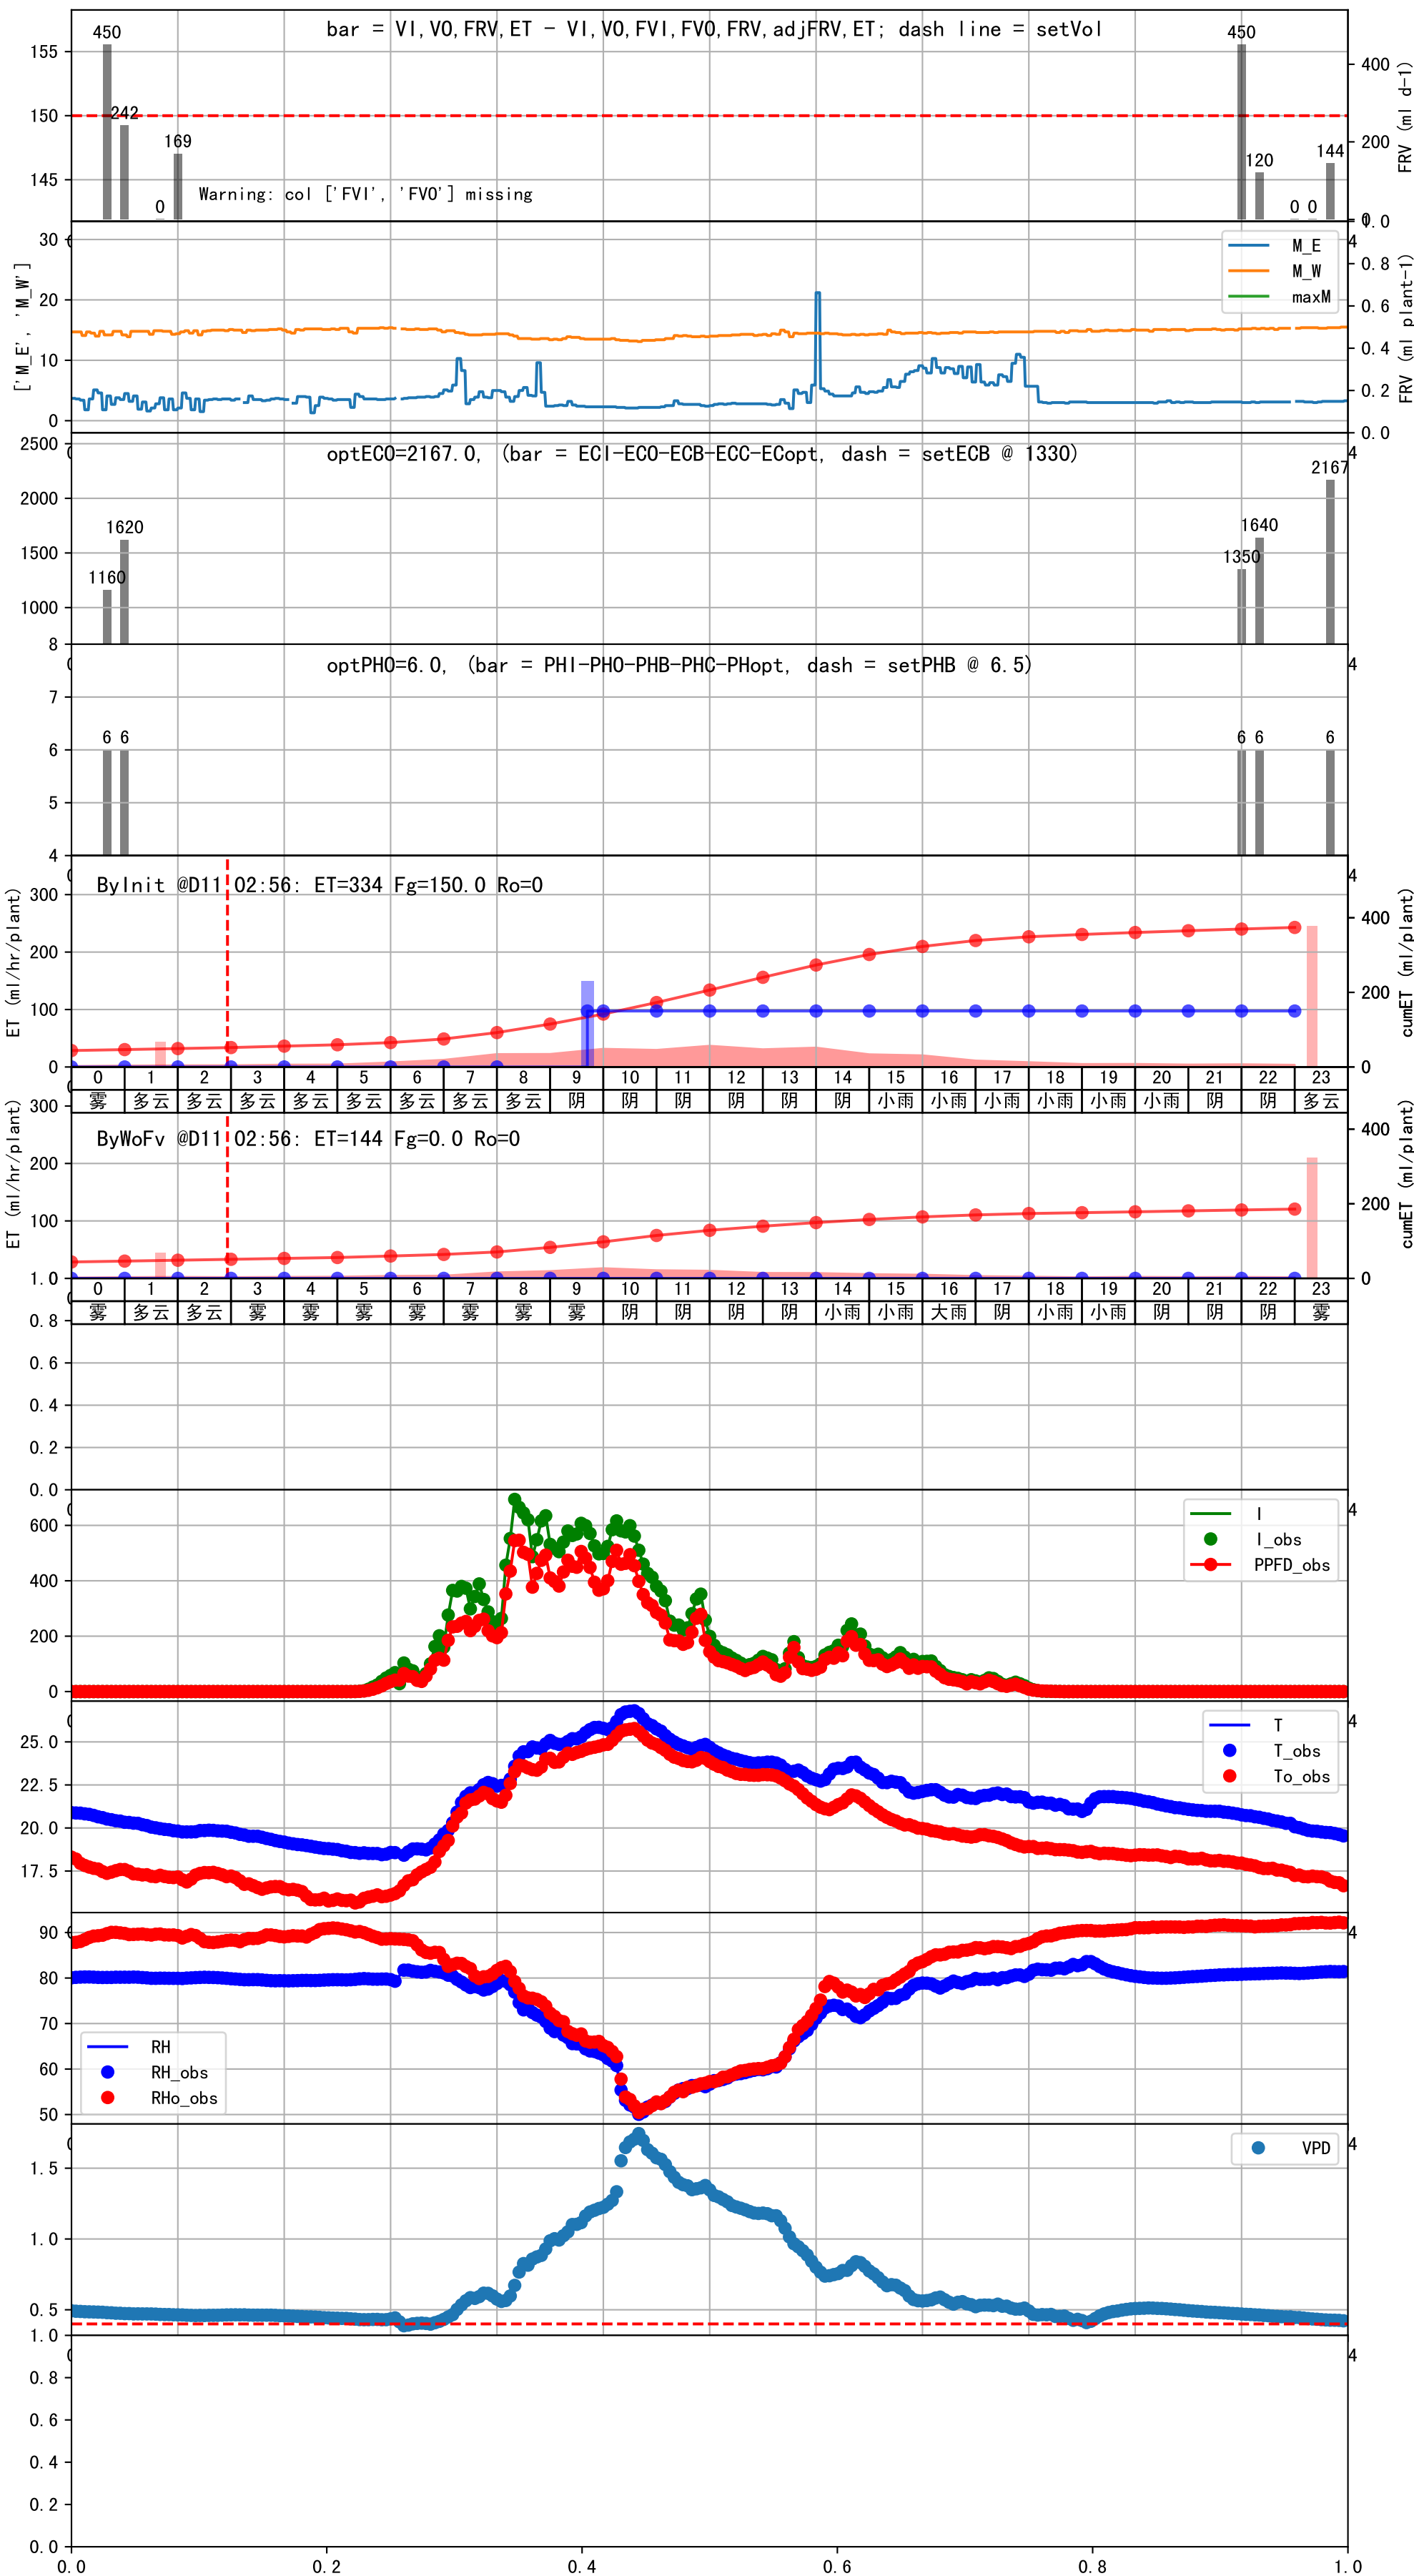 bar = VI,VO,FRV,ET - VI,VO,FVI,FVO,FRV,adjFRV,ET; dash line = setVol
450
242
0
169
450
120
0 0
144
155
150
145
400
200
0
FRV (ml d-1)
Warning: col ['FVI', 'FVO'] missing
['M_E', 'M_W']
30
20
10
0
M_E
M_W
maxM
1.0
0.8
0.6
0.4
0.2
0.0
FRV (ml plant-1)
optECO=2167.0, (bar = ECI-ECO-ECB-ECC-ECopt, dash = setECB @ 1330)
2500
2000
1500
1000
1160
1620
1350
1640
2167
optPHO=6.0, (bar = PHI-PHO-PHB-PHC-PHopt, dash = setPHB @ 6.5)
8
7
6
5
4
6 6
6 6
6
ByInit @D11 02:56: ET=334 Fg=150.0 Ro=0
ET (ml/hr/plant)
300
200
100
0
400
200
0
cumET (ml/plant)
0 1 2 3 4 5 6 7 8 9 10 11 12 13 14 15 16 17 18 19 20 21 22 23
雾 多云 多云 多云 多云 多云 多云 多云 多云 阴 阴 阴 阴 阴 阴 小雨 小雨 小雨 小雨 小雨 小雨 阴 阴 多云
ByWoFv @D11 02:56: ET=144 Fg=0.0 Ro=0
ET (ml/hr/plant)
300
200
100
400
200
0
cumET (ml/plant)
0 1 2 3 4 5 6 7 8 9 10 11 12 13 14 15 16 17 18 19 20 21 22 23
雾 多云 多云 雾 雾 雾 雾 雾 雾 雾 阴 阴 阴 阴 小雨 小雨 大雨 阴 小雨 小雨 阴 阴 阴 雾
1.0
0.8
0.6
0.4
0.2
0.0
600
400
200
0
I
I_obs
PPFD_obs
25.0
22.5
20.0
17.5
T
T_obs
To_obs
90
80
70
60
50
RH
RH_obs
RHo_obs
1.5
1.0
0.5
VPD
1.0
0.8
0.6
0.4
0.2
0.0
0.0 0.2 0.4 0.6 0.8 1.0